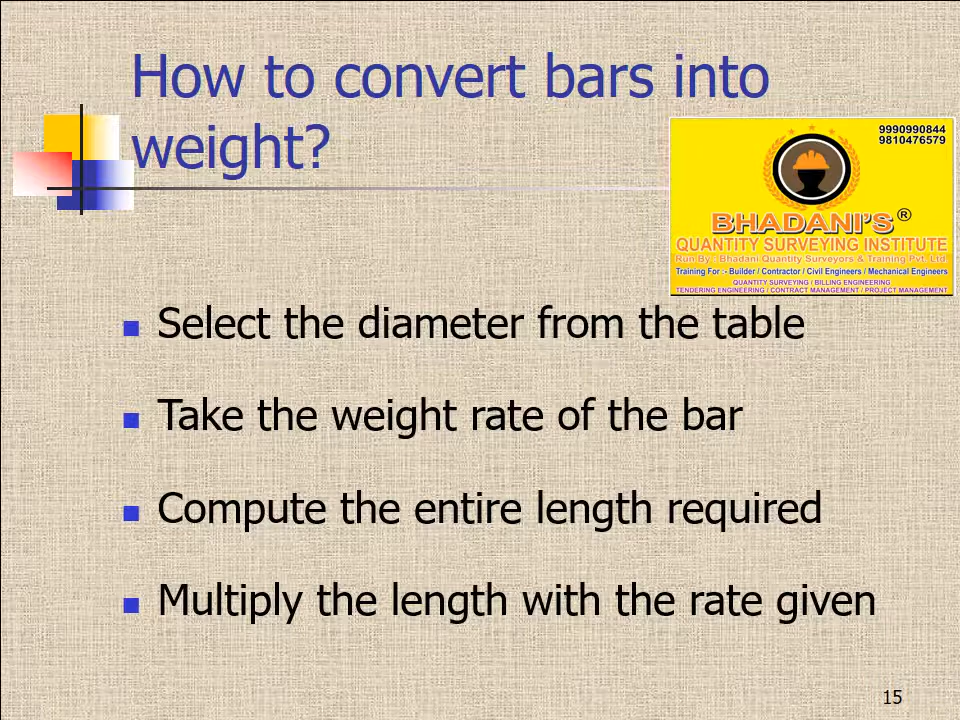 How to convert bars into
weight?
9990990844
9810476579
BHADANI'S ®
QUANTITY SURVEYING INSTITUTE
Run By :- Bhadani Quantity Surveyors & Training Pvt. Ltd.
Training For :- Builder / Contractor / Civil Engineers / Mechanical Engineers
QUANTITY SURVEYING / BILLING ENGINEERING
TENDERING ENGINEERING / CONTRACT MANAGEMENT / PROJECT MANAGEMENT
Select the diameter from the table
Take the weight rate of the bar
Compute the entire length required
Multiply the length with the rate given
15